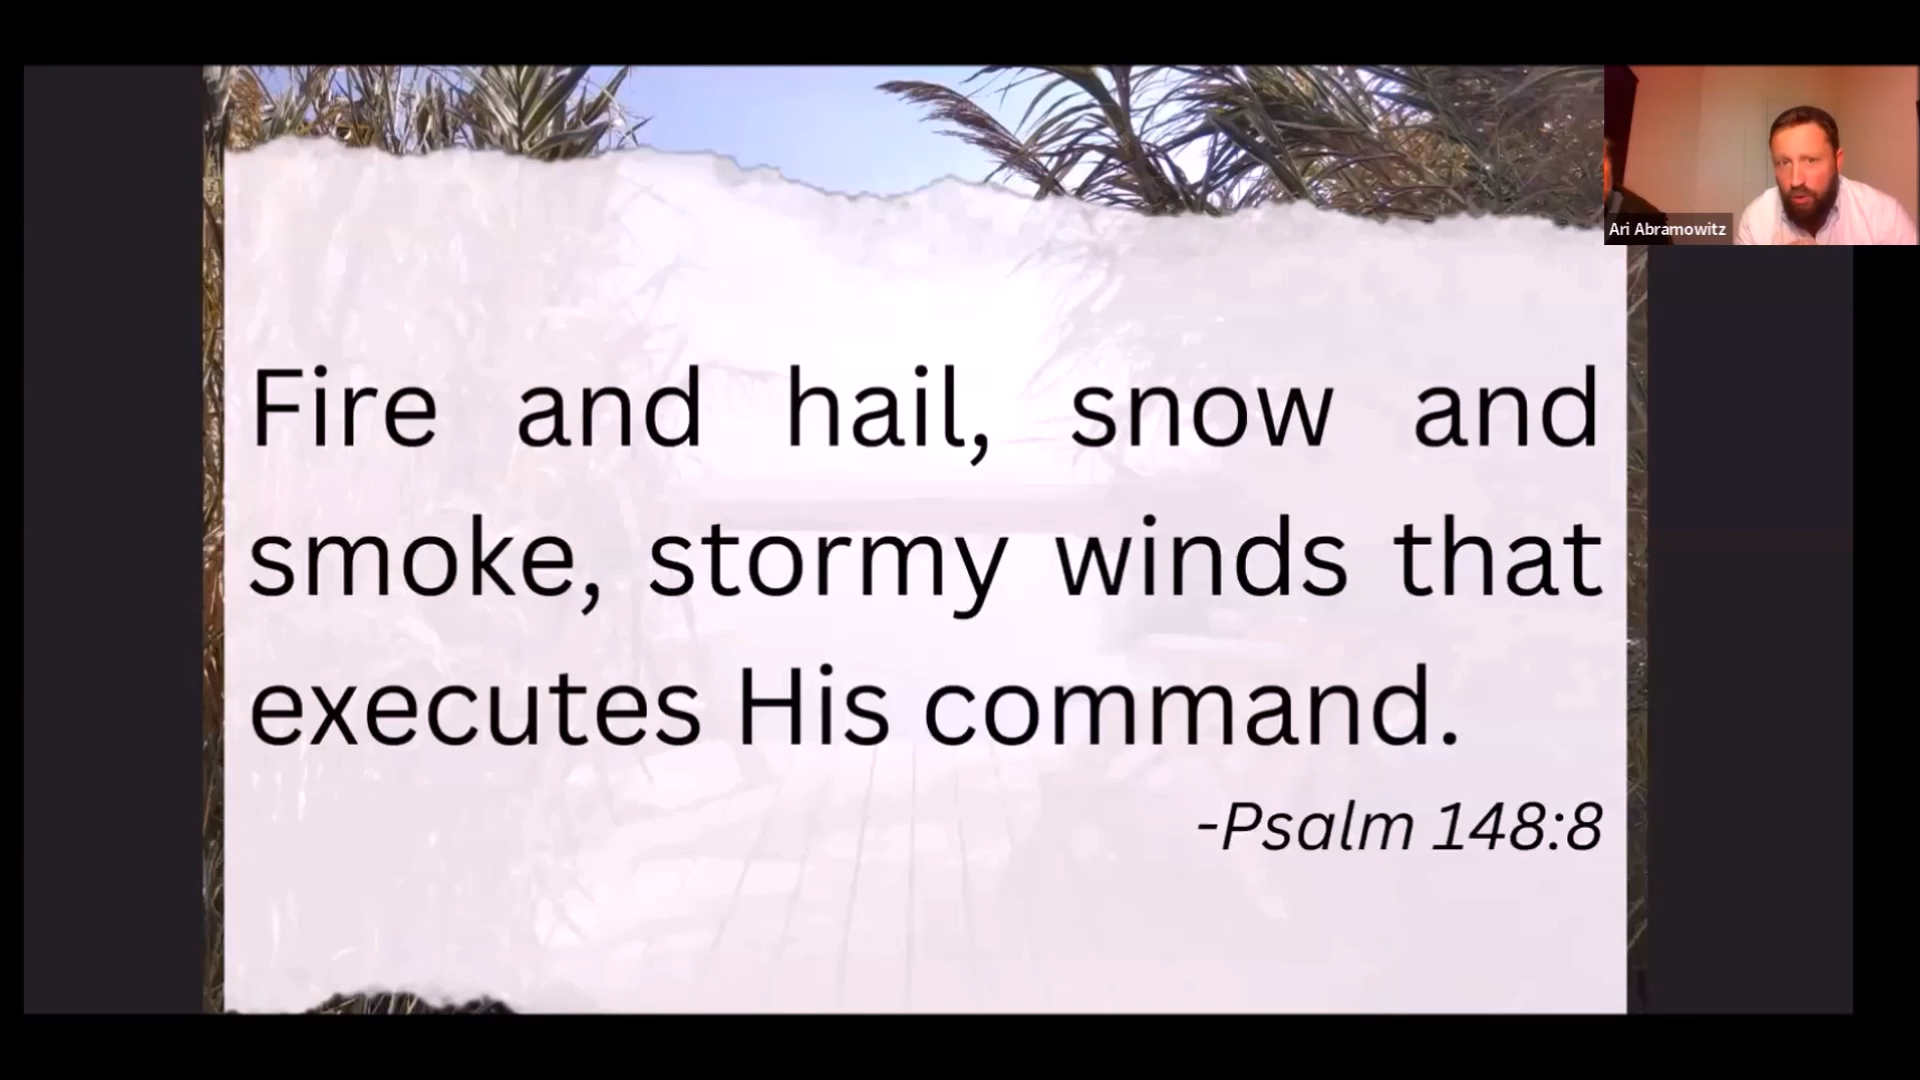 Ari Abramowitz
Fire and hail, snow and
smoke, stormy winds that
executes His command.
-Psalm 148:8